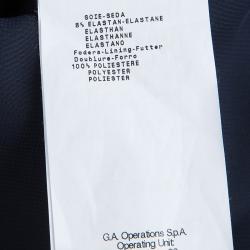 SOIE-SEDA
8% ELASTAN-ELASTANE
ELASTHAN
ELASTHANNE
ELASTANO
Fodera-Lining-Futter
Doublure-Forro
100% POLIESTERE
POLYESTER
POLYESTER
POLIESTER
G.A. Operations S.p.A.
Operating Unit: